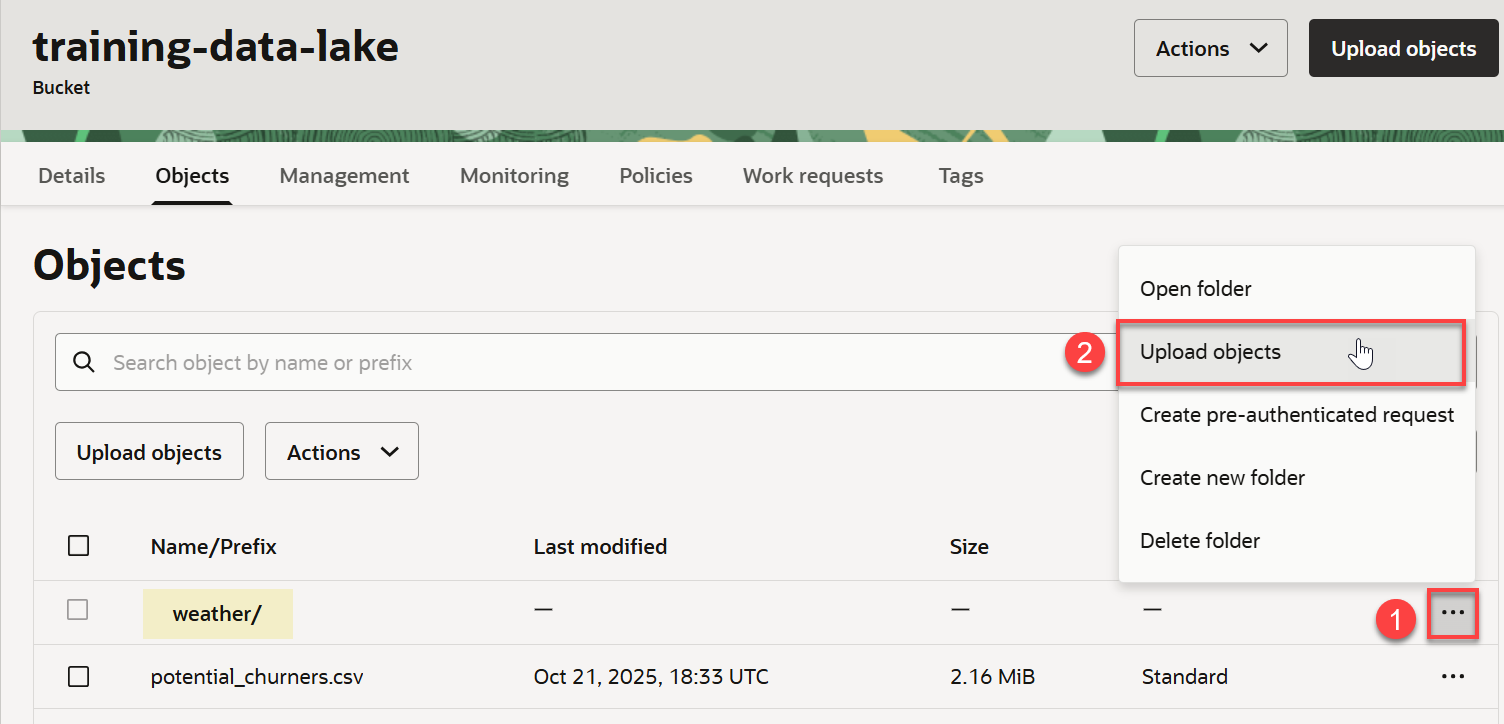 training-data-lake
Bucket
Actions
Upload objects
Details Objects Management Monitoring Policies Work requests Tags
Objects
Search object by name or prefix
Upload objects Actions
Open folder
2 Upload objects
Create pre-authenticated request
Create new folder
Delete folder
Name/Prefix Last modified Size
weather/ — — —
1 ...
potential_churners.csv Oct 21, 2025, 18:33 UTC 2.16 MiB Standard ...